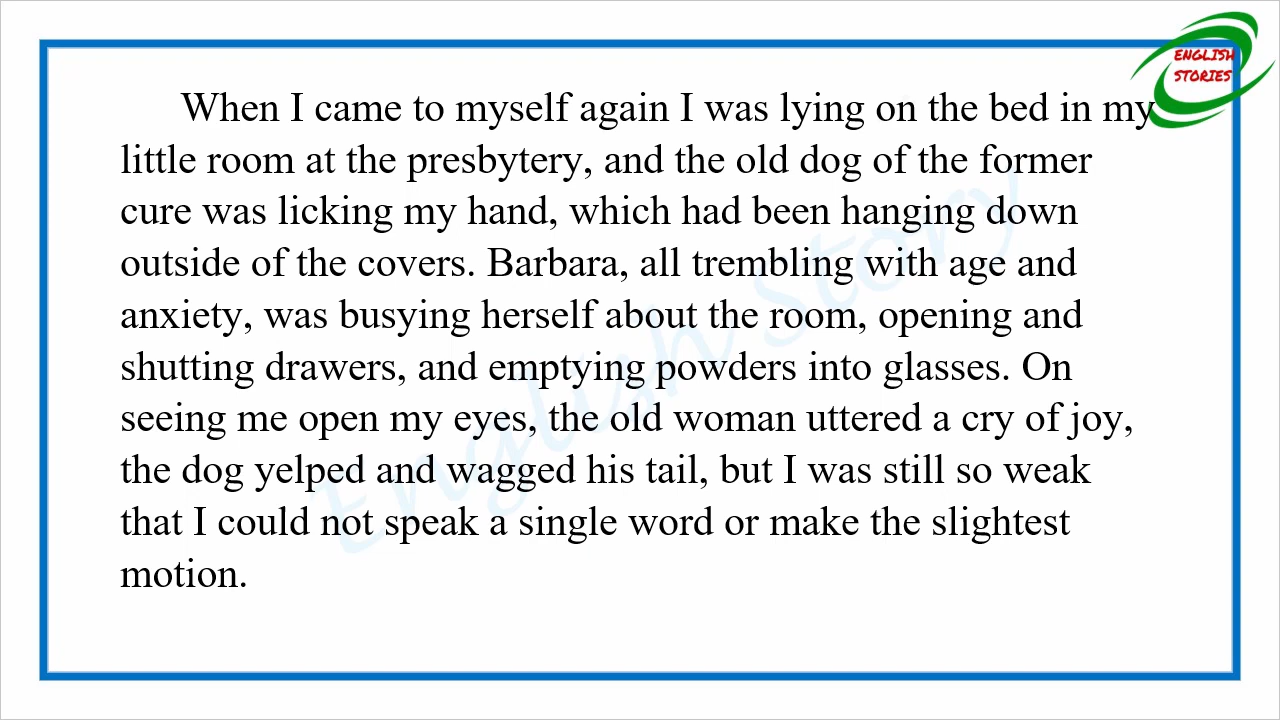 ENGLISH
STORIES
When I came to myself again I was lying on the bed in my
little room at the presbytery, and the old dog of the former
cure was licking my hand, which had been hanging down
outside of the covers. Barbara, all trembling with age and
anxiety, was busying herself about the room, opening and
shutting drawers, and emptying powders into glasses. On
seeing me open my eyes, the old woman uttered a cry of joy,
the dog yelped and wagged his tail, but I was still so weak
that I could not speak a single word or make the slightest
motion.
English Story